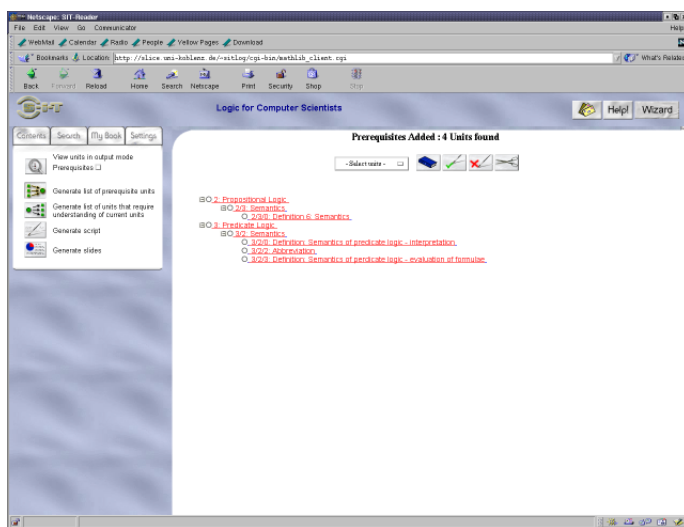 Netscape: SIT-Reader
File Edit View Go Communicator Help
WebMail Calendar Radio People Yellow Pages Download
Bookmarks Location: http://slice.uni-koblenz.de/~sitlog/cgi-bin/mathlib_client.cgi What's Related
Back Forward Reload Home Search Netscape Print Security Shop Stop
SIT Logic for Computer Scientists Help! Wizard
Contents Search My Book Settings
Prerequisites Added : 4 Units found
View units in output mode
Prerequisites
- Select units -
Generate list of prerequisite units
Generate list of units that require
understanding of current units
Generate script
Generate slides
2: Propositional Logic
2/3: Semantics
2/3/0: Definition 6: Semantics
3: Predicate Logic
3/2: Semantics
3/2/0: Definition: Semantics of predicate logic - interpretation
3/2/2: Abbreviation
3/2/3: Definition: Semantics of perdicate logic - evaluation of formulae